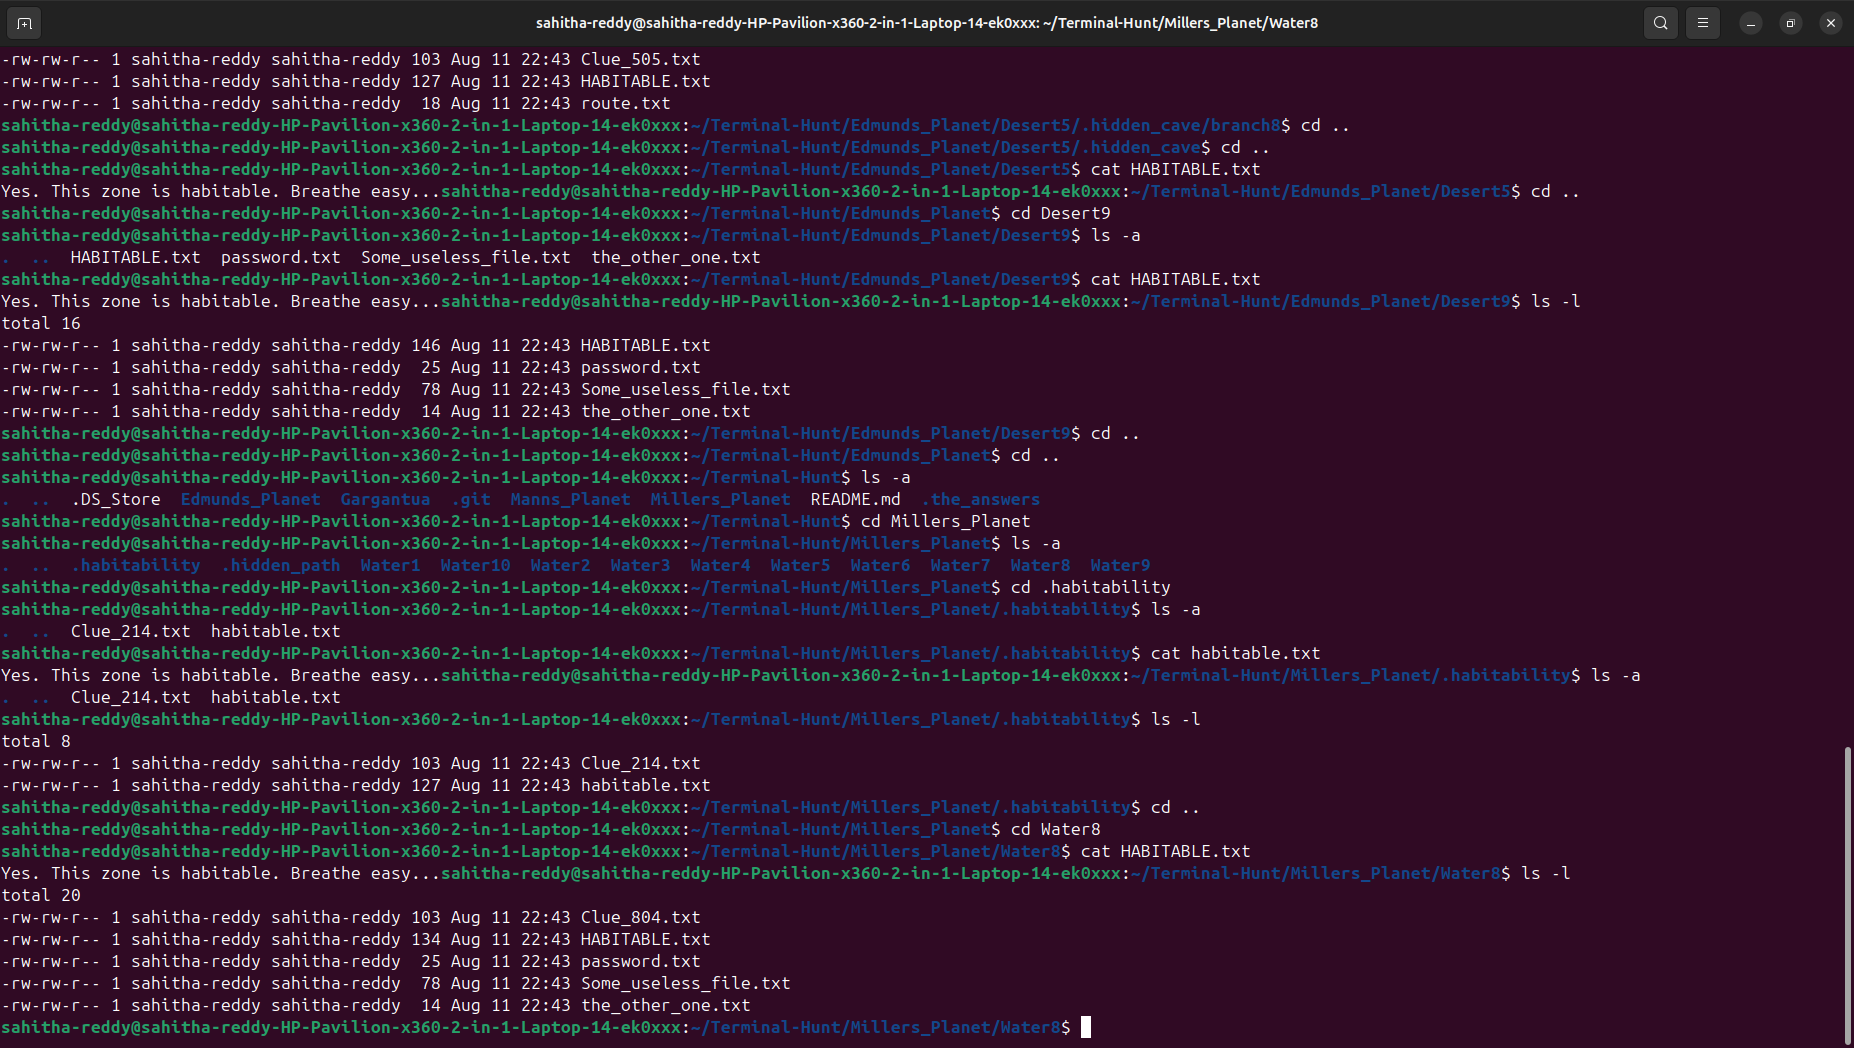 sahitha-reddy@sahitha-reddy-HP-Pavilion-x360-2-in-1-Laptop-14-ek0xxx: ~/Terminal-Hunt/Millers_Planet/Water8
-rw-rw-r-- 1 sahitha-reddy sahitha-reddy 103 Aug 11 22:43 Clue_505.txt
-rw-rw-r-- 1 sahitha-reddy sahitha-reddy 127 Aug 11 22:43 HABITABLE.txt
-rw-rw-r-- 1 sahitha-reddy sahitha-reddy  18 Aug 11 22:43 route.txt
sahitha-reddy@sahitha-reddy-HP-Pavilion-x360-2-in-1-Laptop-14-ek0xxx:~/Terminal-Hunt/Edmunds_Planet/Desert5/.hidden_cave/branch8$ cd ..
sahitha-reddy@sahitha-reddy-HP-Pavilion-x360-2-in-1-Laptop-14-ek0xxx:~/Terminal-Hunt/Edmunds_Planet/Desert5/.hidden_cave$ cd ..
sahitha-reddy@sahitha-reddy-HP-Pavilion-x360-2-in-1-Laptop-14-ek0xxx:~/Terminal-Hunt/Edmunds_Planet/Desert5$ cat HABITABLE.txt
Yes. This zone is habitable. Breathe easy...sahitha-reddy@sahitha-reddy-HP-Pavilion-x360-2-in-1-Laptop-14-ek0xxx:~/Terminal-Hunt/Edmunds_Planet/Desert5$ cd ..
sahitha-reddy@sahitha-reddy-HP-Pavilion-x360-2-in-1-Laptop-14-ek0xxx:~/Terminal-Hunt/Edmunds_Planet$ cd Desert9
sahitha-reddy@sahitha-reddy-HP-Pavilion-x360-2-in-1-Laptop-14-ek0xxx:~/Terminal-Hunt/Edmunds_Planet/Desert9$ ls -a
.  ..  HABITABLE.txt  password.txt  Some_useless_file.txt  the_other_one.txt
sahitha-reddy@sahitha-reddy-HP-Pavilion-x360-2-in-1-Laptop-14-ek0xxx:~/Terminal-Hunt/Edmunds_Planet/Desert9$ cat HABITABLE.txt
Yes. This zone is habitable. Breathe easy...sahitha-reddy@sahitha-reddy-HP-Pavilion-x360-2-in-1-Laptop-14-ek0xxx:~/Terminal-Hunt/Edmunds_Planet/Desert9$ ls -l
total 16
-rw-rw-r-- 1 sahitha-reddy sahitha-reddy 146 Aug 11 22:43 HABITABLE.txt
-rw-rw-r-- 1 sahitha-reddy sahitha-reddy  25 Aug 11 22:43 password.txt
-rw-rw-r-- 1 sahitha-reddy sahitha-reddy  78 Aug 11 22:43 Some_useless_file.txt
-rw-rw-r-- 1 sahitha-reddy sahitha-reddy  14 Aug 11 22:43 the_other_one.txt
sahitha-reddy@sahitha-reddy-HP-Pavilion-x360-2-in-1-Laptop-14-ek0xxx:~/Terminal-Hunt/Edmunds_Planet/Desert9$ cd ..
sahitha-reddy@sahitha-reddy-HP-Pavilion-x360-2-in-1-Laptop-14-ek0xxx:~/Terminal-Hunt/Edmunds_Planet$ cd ..
sahitha-reddy@sahitha-reddy-HP-Pavilion-x360-2-in-1-Laptop-14-ek0xxx:~/Terminal-Hunt$ ls -a
.  ..  .DS_Store  Edmunds_Planet  Gargantua  .git  Manns_Planet  Millers_Planet  README.md  .the_answers
sahitha-reddy@sahitha-reddy-HP-Pavilion-x360-2-in-1-Laptop-14-ek0xxx:~/Terminal-Hunt$ cd Millers_Planet
sahitha-reddy@sahitha-reddy-HP-Pavilion-x360-2-in-1-Laptop-14-ek0xxx:~/Terminal-Hunt/Millers_Planet$ ls -a
.  ..  .habitability  .hidden_path  Water1  Water10  Water2  Water3  Water4  Water5  Water6  Water7  Water8  Water9
sahitha-reddy@sahitha-reddy-HP-Pavilion-x360-2-in-1-Laptop-14-ek0xxx:~/Terminal-Hunt/Millers_Planet$ cd .habitability
sahitha-reddy@sahitha-reddy-HP-Pavilion-x360-2-in-1-Laptop-14-ek0xxx:~/Terminal-Hunt/Millers_Planet/.habitability$ ls -a
.  ..  Clue_214.txt  habitable.txt
sahitha-reddy@sahitha-reddy-HP-Pavilion-x360-2-in-1-Laptop-14-ek0xxx:~/Terminal-Hunt/Millers_Planet/.habitability$ cat habitable.txt
Yes. This zone is habitable. Breathe easy...sahitha-reddy@sahitha-reddy-HP-Pavilion-x360-2-in-1-Laptop-14-ek0xxx:~/Terminal-Hunt/Millers_Planet/.habitability$ ls -a
.  ..  Clue_214.txt  habitable.txt
sahitha-reddy@sahitha-reddy-HP-Pavilion-x360-2-in-1-Laptop-14-ek0xxx:~/Terminal-Hunt/Millers_Planet/.habitability$ ls -l
total 8
-rw-rw-r-- 1 sahitha-reddy sahitha-reddy 103 Aug 11 22:43 Clue_214.txt
-rw-rw-r-- 1 sahitha-reddy sahitha-reddy 127 Aug 11 22:43 habitable.txt
sahitha-reddy@sahitha-reddy-HP-Pavilion-x360-2-in-1-Laptop-14-ek0xxx:~/Terminal-Hunt/Millers_Planet/.habitability$ cd ..
sahitha-reddy@sahitha-reddy-HP-Pavilion-x360-2-in-1-Laptop-14-ek0xxx:~/Terminal-Hunt/Millers_Planet$ cd Water8
sahitha-reddy@sahitha-reddy-HP-Pavilion-x360-2-in-1-Laptop-14-ek0xxx:~/Terminal-Hunt/Millers_Planet/Water8$ cat HABITABLE.txt
Yes. This zone is habitable. Breathe easy...sahitha-reddy@sahitha-reddy-HP-Pavilion-x360-2-in-1-Laptop-14-ek0xxx:~/Terminal-Hunt/Millers_Planet/Water8$ ls -l
total 20
-rw-rw-r-- 1 sahitha-reddy sahitha-reddy 103 Aug 11 22:43 Clue_804.txt
-rw-rw-r-- 1 sahitha-reddy sahitha-reddy 134 Aug 11 22:43 HABITABLE.txt
-rw-rw-r-- 1 sahitha-reddy sahitha-reddy  25 Aug 11 22:43 password.txt
-rw-rw-r-- 1 sahitha-reddy sahitha-reddy  78 Aug 11 22:43 Some_useless_file.txt
-rw-rw-r-- 1 sahitha-reddy sahitha-reddy  14 Aug 11 22:43 the_other_one.txt
sahitha-reddy@sahitha-reddy-HP-Pavilion-x360-2-in-1-Laptop-14-ek0xxx:~/Terminal-Hunt/Millers_Planet/Water8$